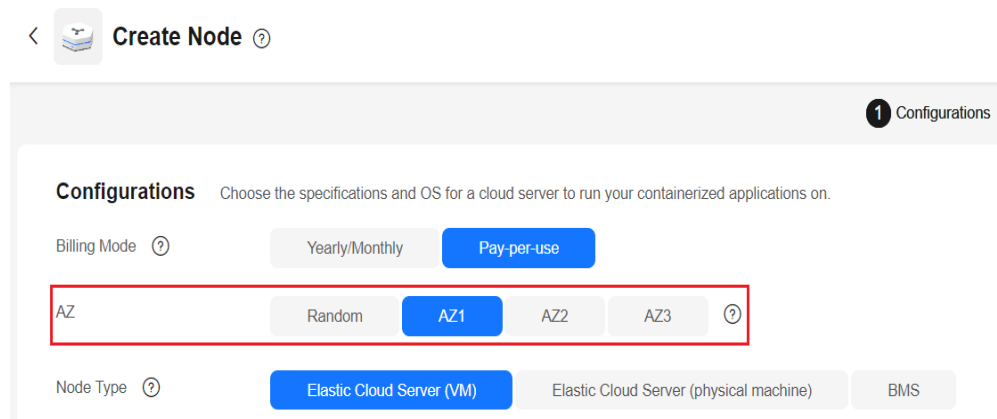 Create Node ?
1 Configurations
Configurations Choose the specifications and OS for a cloud server to run your containerized applications on.
Billing Mode ? Yearly/Monthly Pay-per-use
AZ Random AZ1 AZ2 AZ3 ?
Node Type ? Elastic Cloud Server (VM) Elastic Cloud Server (physical machine) BMS